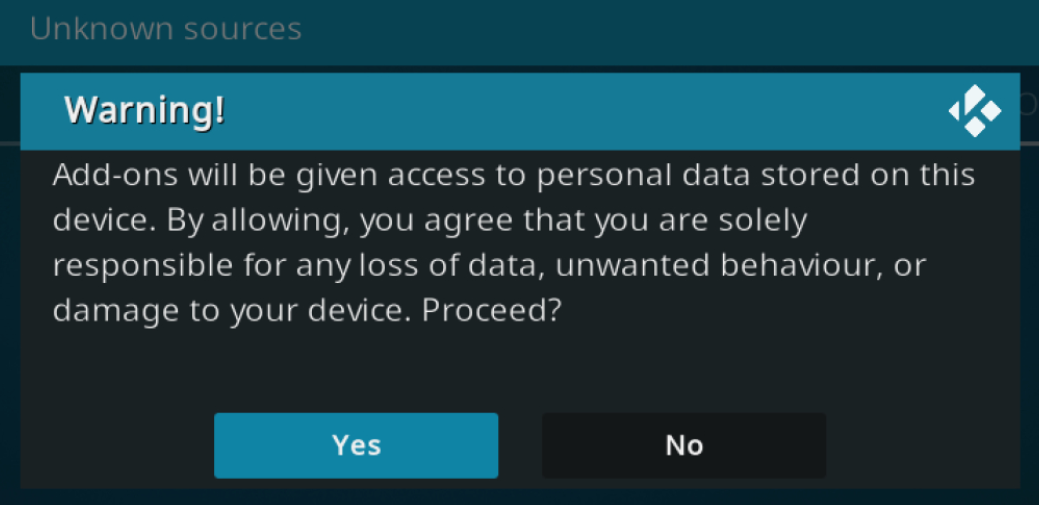 Unknown sources
Warning!
Add-ons will be given access to personal data stored on this
device. By allowing, you agree that you are solely
responsible for any loss of data, unwanted behaviour, or
damage to your device. Proceed?
Yes
No